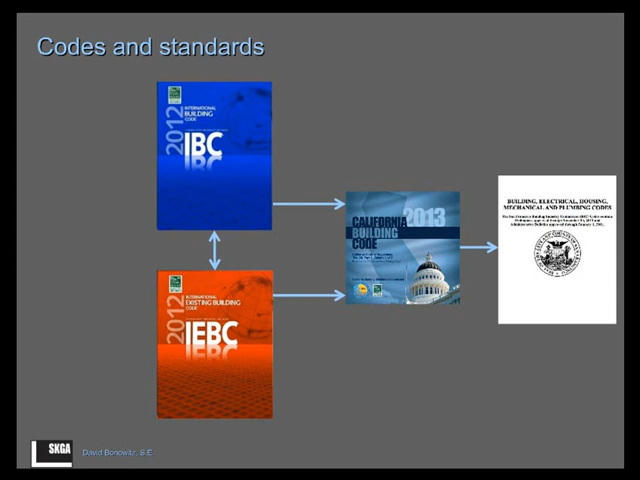 Codes and standards
2012
INTERNATIONAL
BUILDING
CODE
IBC
2012
INTERNATIONAL
EXISTING BUILDING
CODE
IEBC
CALIFORNIA 2013
BUILDING
CODE
BUILDING, ELECTRICAL, HOUSING,
MECHANICAL AND PLUMBING CODES
SKGA
David Bonowitz, S.E.